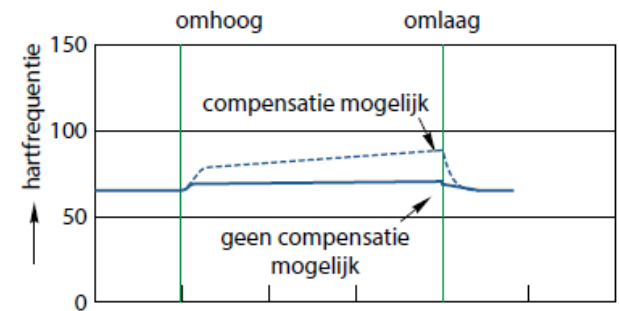 omhoog
omlaag
150
100
50
0
hartfrequentie
compensatie mogelijk
geen compensatie
mogelijk